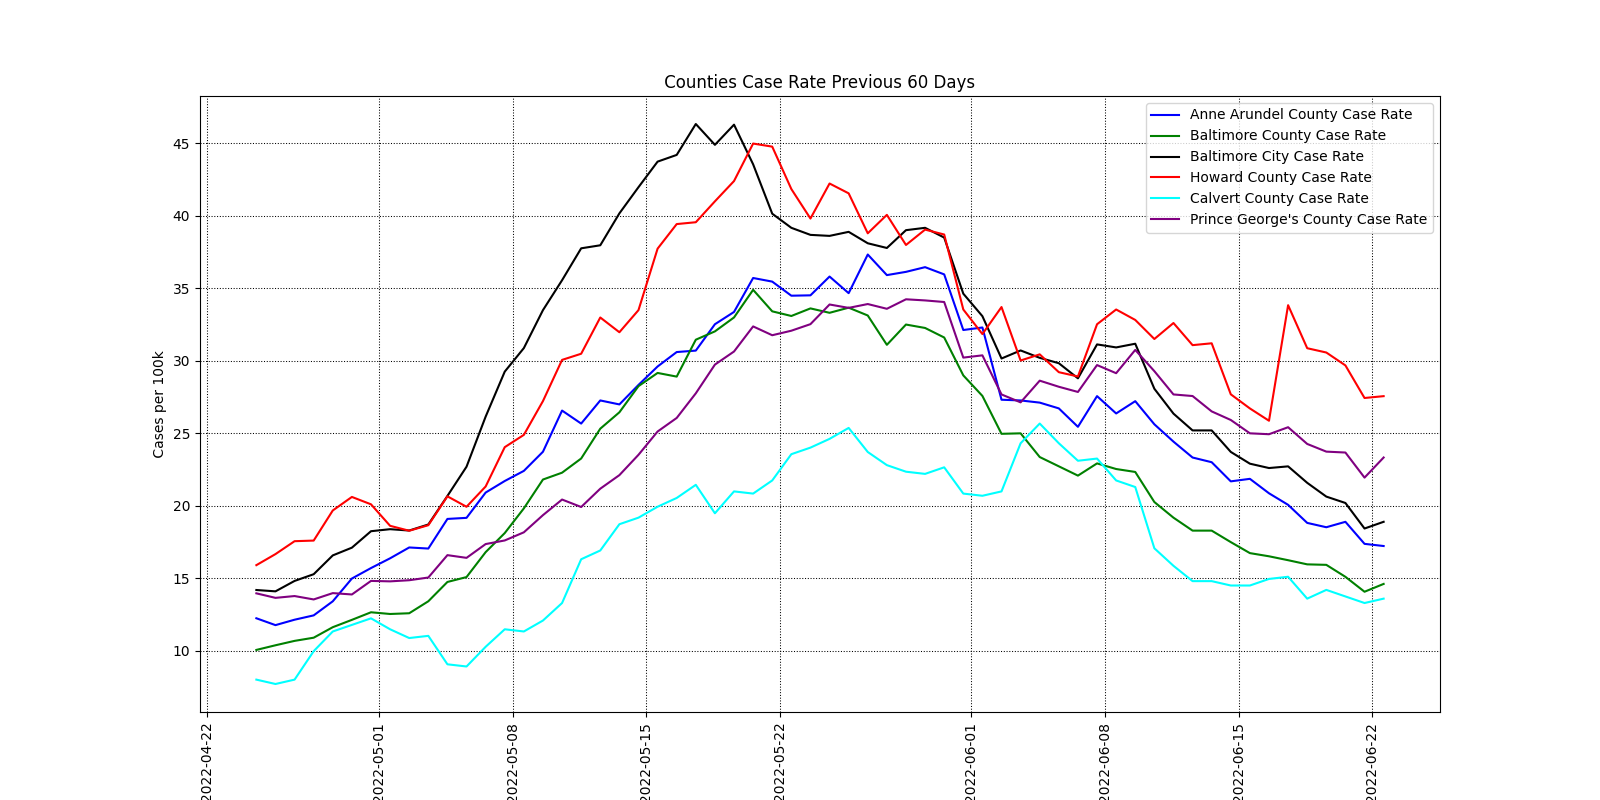 Counties Case Rate Previous 60 Days
Anne Arundel County Case Rate
Baltimore County Case Rate
Baltimore City Case Rate
Howard County Case Rate
Calvert County Case Rate
Prince George's County Case Rate
Cases per 100k
45
40
35
30
25
20
15
10
2022-04-22
2022-05-01
2022-05-08
2022-05-15
2022-05-22
2022-06-01
2022-06-08
2022-06-15
2022-06-22